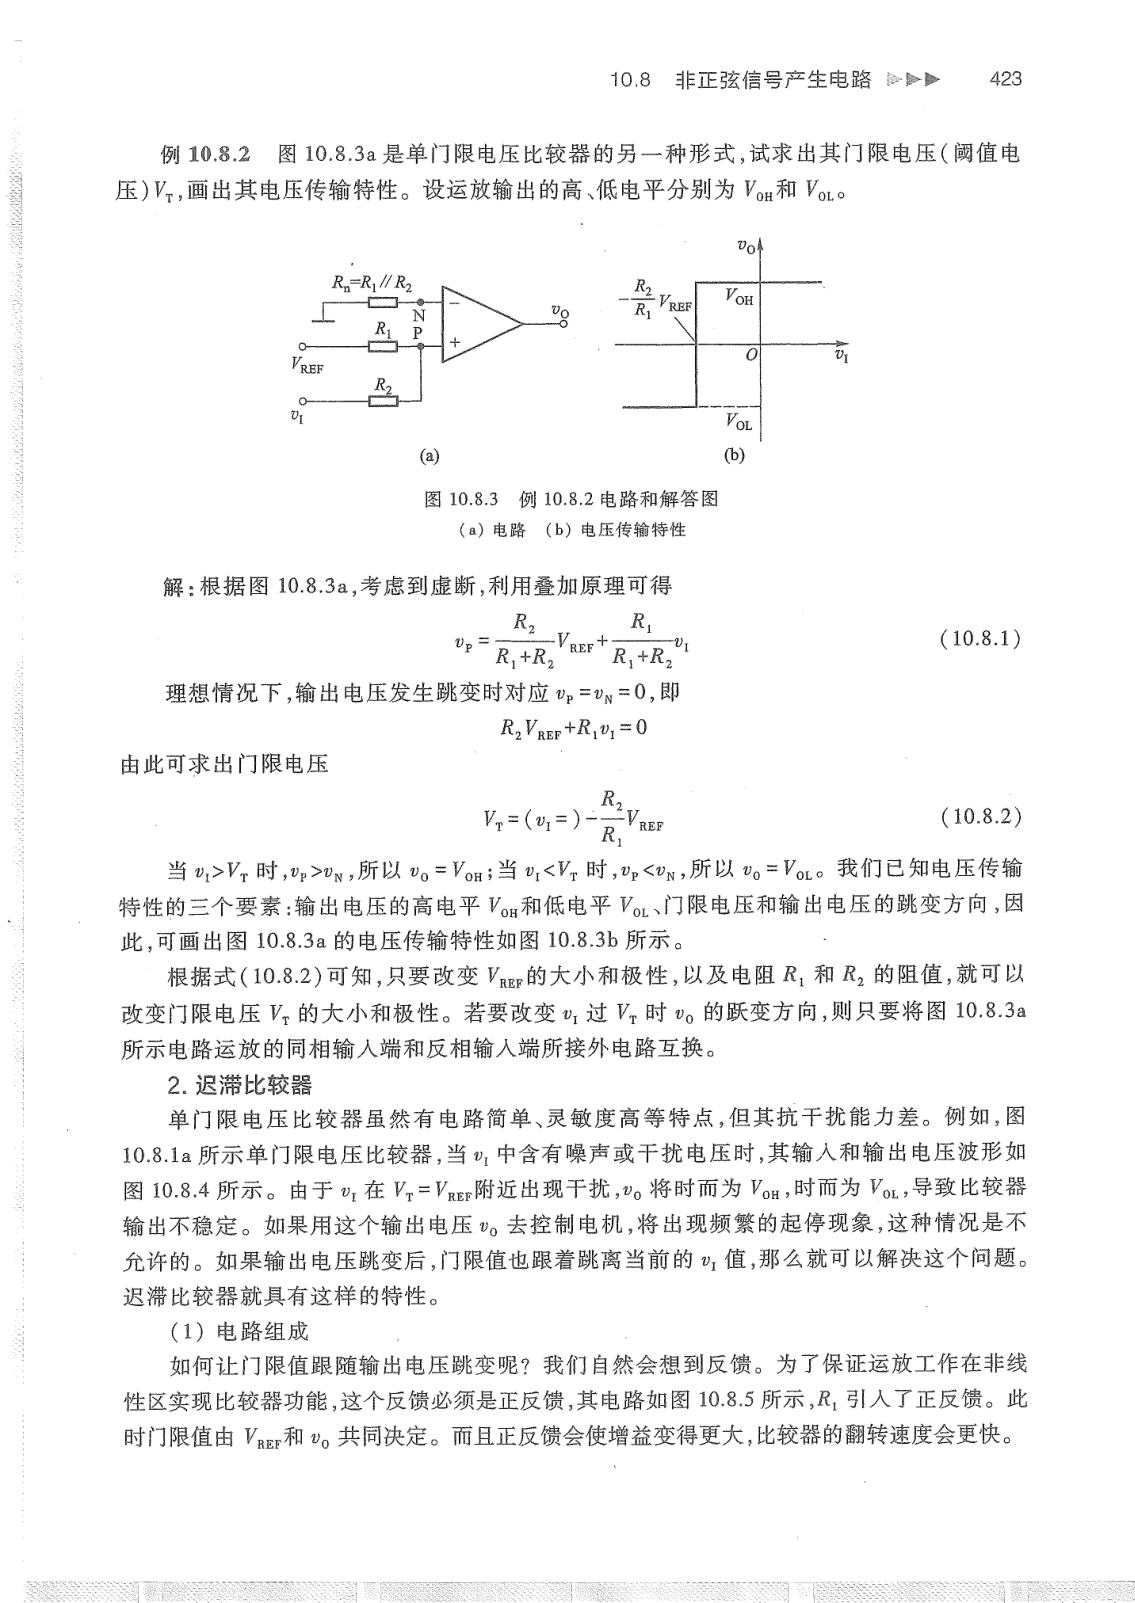 10.8 非正弦信号产生电路 423
例 10.8.2 图 10.8.3a 是单门限电压比较器的另一种形式,试求出其门限电压(阈值电
压)V_T,画出其电压传输特性。设运放输出的高、低电平分别为 V_OH和 V_OL。
R_n=R_1//R_2
N
R_1
P
V_REF
R_2
v_I
−
+
v_O
(a)
v_O
−R_2/R_1 V_REF
V_OH
O
v_I
V_OL
(b)
图 10.8.3 例 10.8.2 电路和解答图
(a) 电路 (b) 电压传输特性
解:根据图 10.8.3a,考虑到虚断,利用叠加原理可得
v_P = R_2/(R_1+R_2) V_REF + R_1/(R_1+R_2) v_I (10.8.1)
理想情况下,输出电压发生跳变时对应 v_P = v_N = 0,即
R_2V_REF+R_1v_I = 0
由此可求出门限电压
V_T = (v_I = ) −R_2/R_1 V_REF (10.8.2)
当 v_I>V_T 时,v_P>v_N,所以 v_O = V_OH;当 v_I<V_T 时,v_P<v_N,所以 v_O = V_OL。我们已知电压传输
特性的三个要素:输出电压的高电平 V_OH和低电平 V_OL、门限电压和输出电压的跳变方向,因
此,可画出图 10.8.3a 的电压传输特性如图 10.8.3b 所示。
根据式(10.8.2)可知,只要改变 V_REF的大小和极性,以及电阻 R_1 和 R_2 的阻值,就可以
改变门限电压 V_T 的大小和极性。若要改变 v_I 过 V_T 时 v_O 的跃变方向,则只要将图 10.8.3a
所示电路运放的同相输入端和反相输入端所接外电路互换。
2. 迟滞比较器
单门限电压比较器虽然有电路简单、灵敏度高等特点,但其抗干扰能力差。例如,图
10.8.1a 所示单门限电压比较器,当 v_I 中含有噪声或干扰电压时,其输入和输出电压波形如
图 10.8.4 所示。由于 v_I 在 V_T = V_REF附近出现干扰,v_O 将时而为 V_OH,时而为 V_OL,导致比较器
输出不稳定。如果用这个输出电压 v_O 去控制电机,将出现频繁的起停现象,这种情况是不
允许的。如果输出电压跳变后,门限值也跟着跳离当前的 v_I 值,那么就可以解决这个问题。
迟滞比较器就具有这样的特性。
(1) 电路组成
如何让门限值跟随输出电压跳变呢? 我们自然会想到反馈。为了保证运放工作在非线
性区实现比较器功能,这个反馈必须是正反馈,其电路如图 10.8.5 所示,R_1 引入了正反馈。此
时门限值由 V_REF和 v_O 共同决定。而且正反馈会使增益变得更大,比较器的翻转速度会更快。